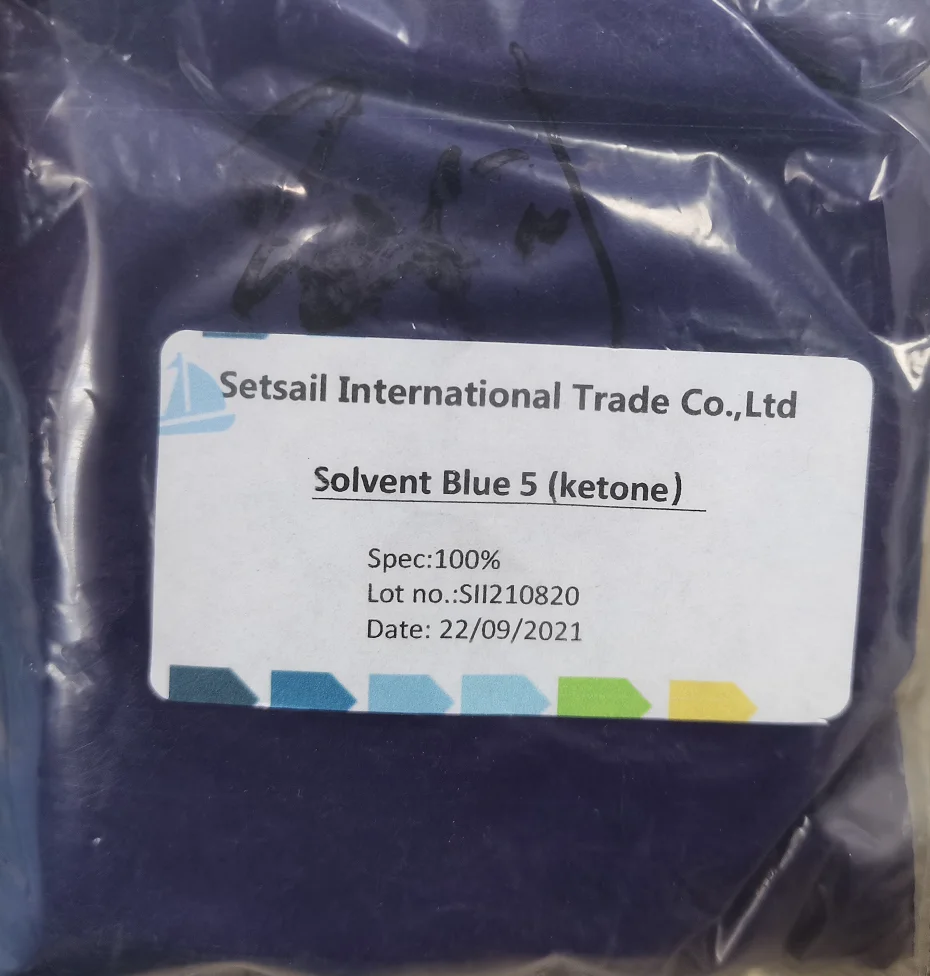 Setsail International Trade Co.,Ltd
Solvent Blue 5 (ketone)
Spec:100%
Lot no.:SII210820
Date: 22/09/2021